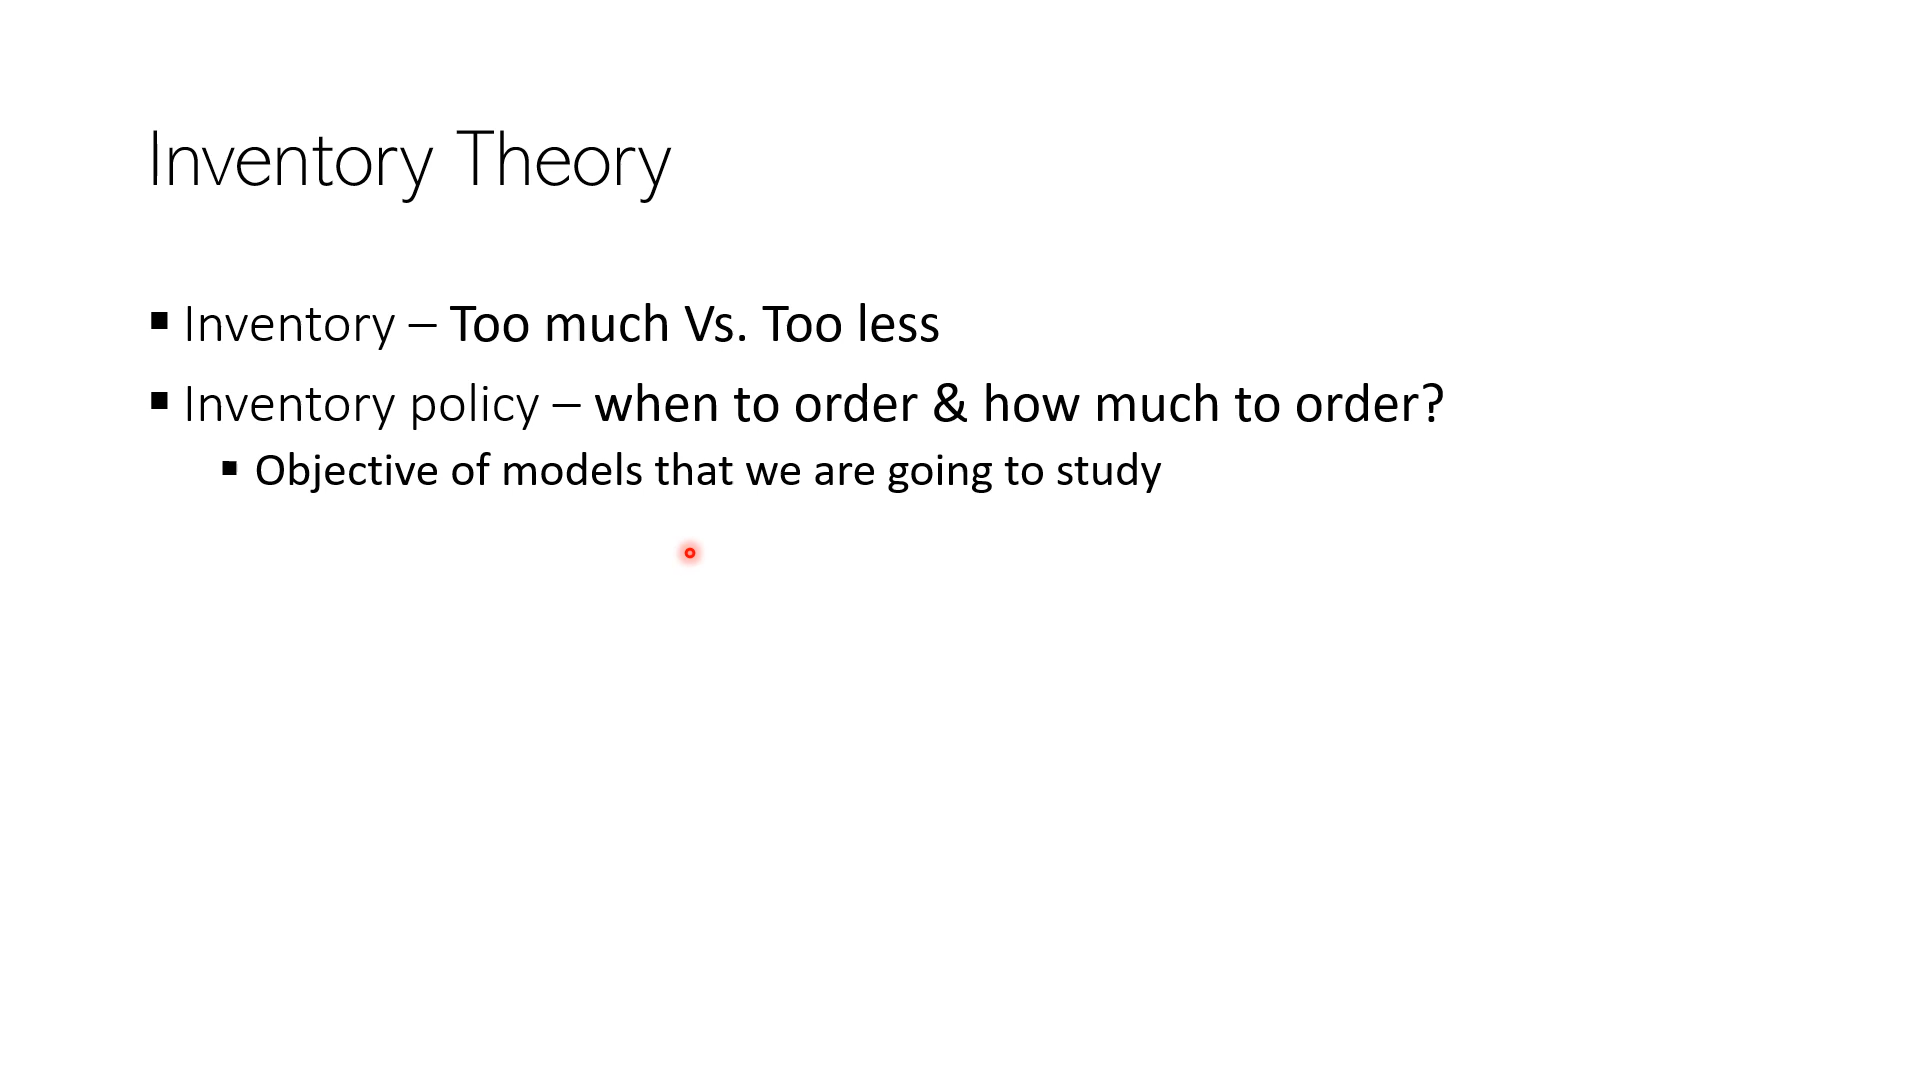 Inventory Theory
▪ Inventory – Too much Vs. Too less
▪ Inventory policy – when to order & how much to order?
▪ Objective of models that we are going to study